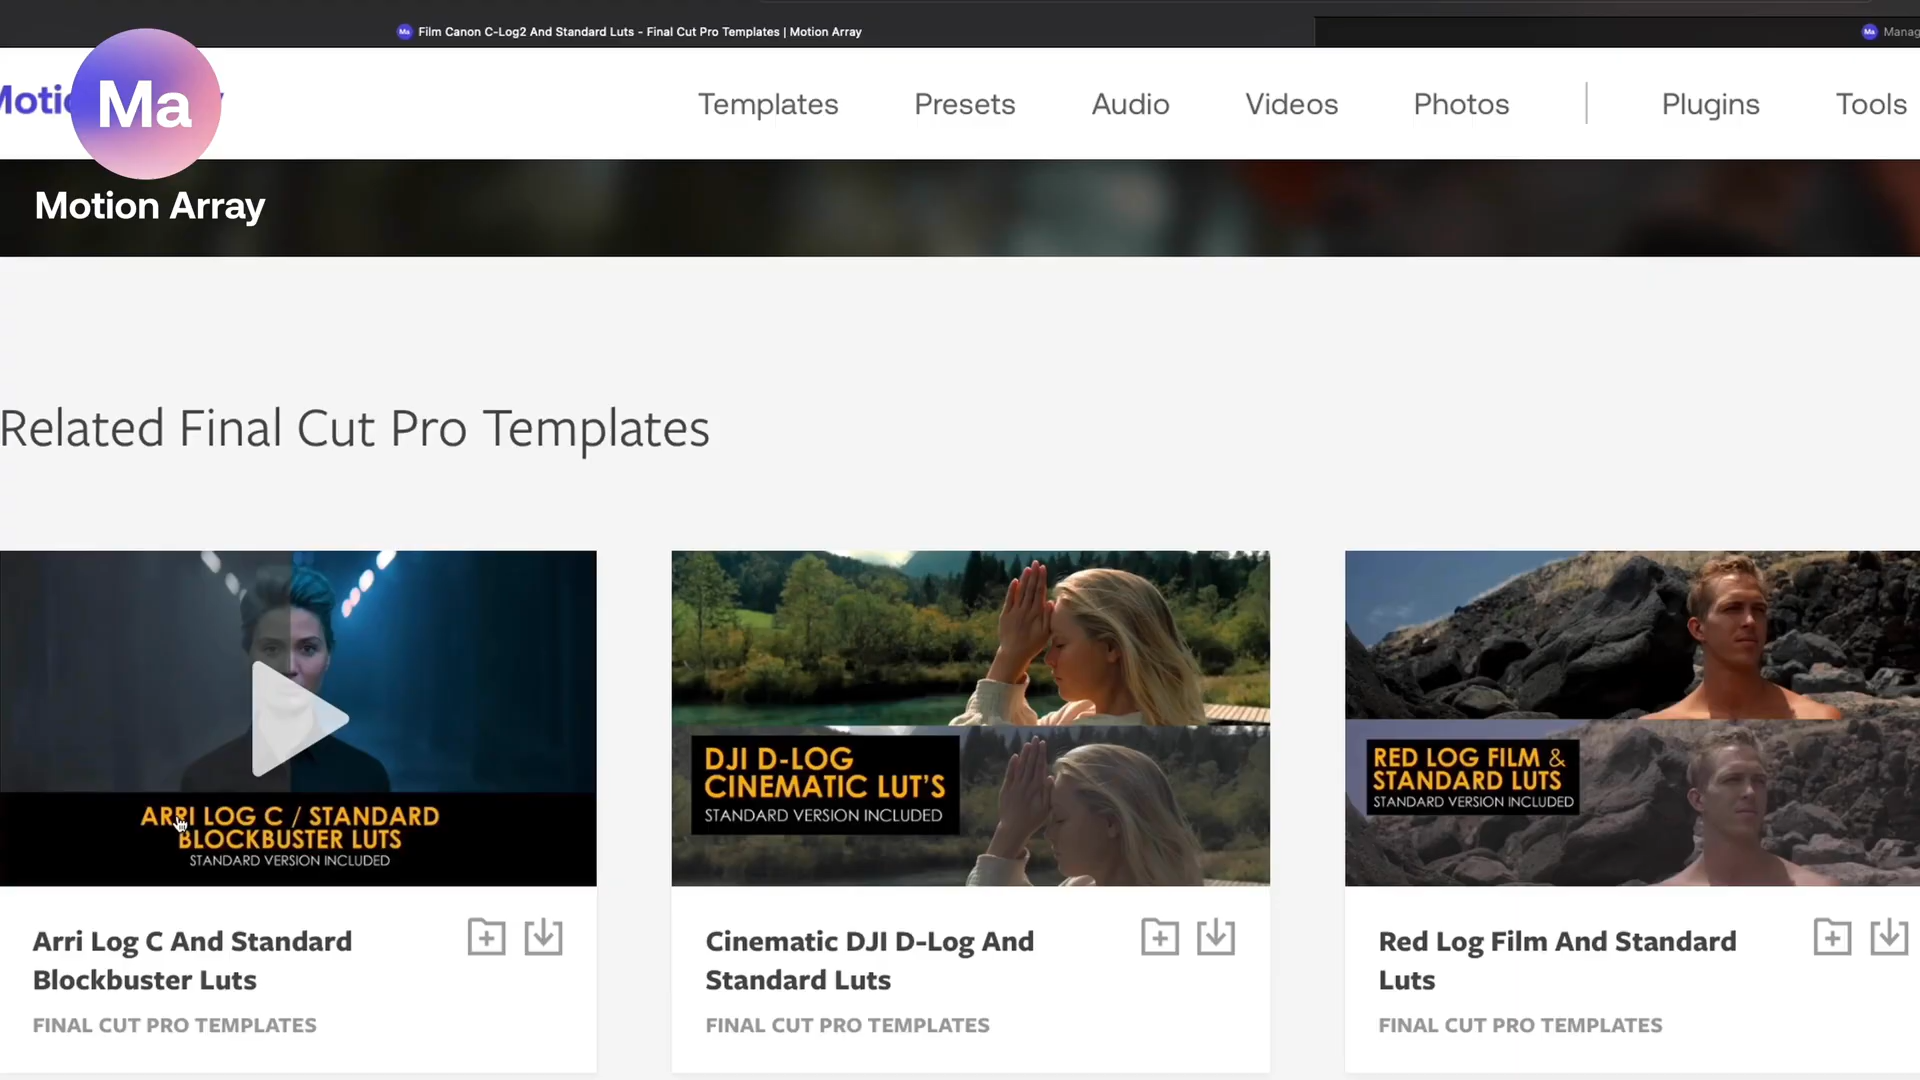 Film Canon C-Log2 And Standard Luts - Final Cut Pro Templates | Motion Array
Ma
Templates
Presets
Audio
Videos
Photos
Plugins
Tools
Ma
Motion Array
Related Final Cut Pro Templates
ARRI LOG C / STANDARD
BLOCKBUSTER LUTS
STANDARD VERSION INCLUDED
DJI D-LOG
CINEMATIC LUT'S
STANDARD VERSION INCLUDED
RED LOG FILM &
STANDARD LUTS
STANDARD VERSION INCLUDED
Arri Log C And Standard
Blockbuster Luts
FINAL CUT PRO TEMPLATES
Cinematic DJI D-Log And
Standard Luts
FINAL CUT PRO TEMPLATES
Red Log Film And Standard
Luts
FINAL CUT PRO TEMPLATES